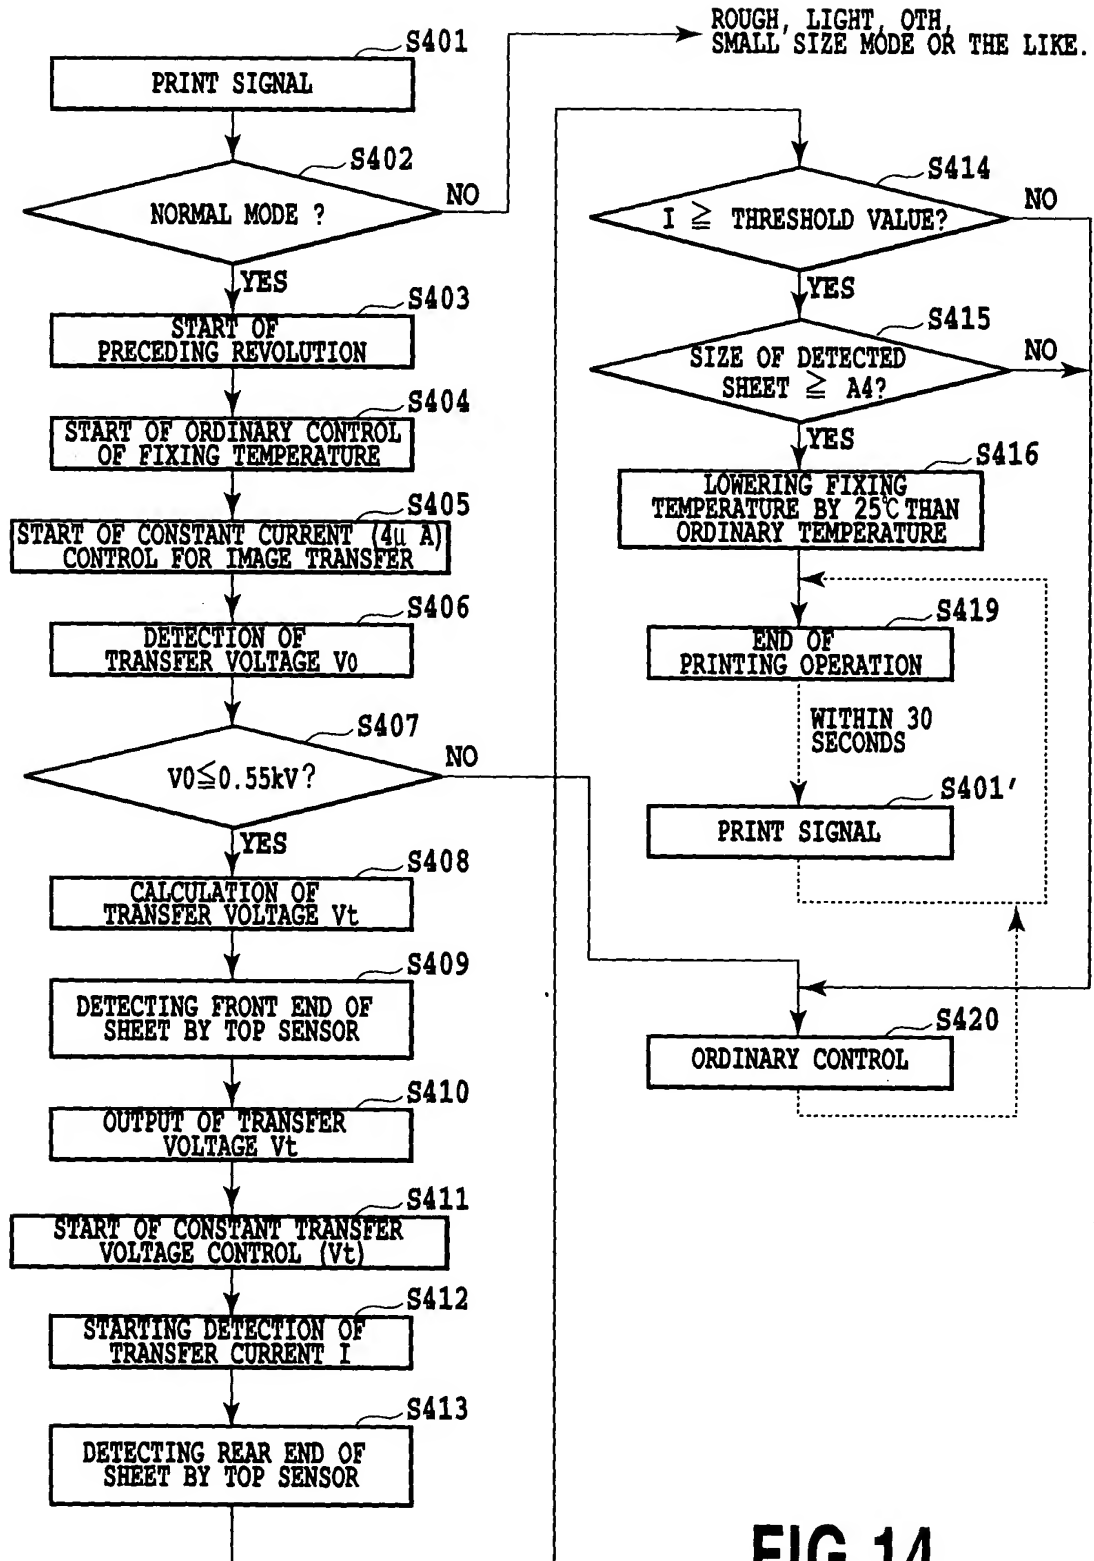 ROUGH, LIGHT, OTH,
SMALL SIZE MODE OR THE LIKE.
S401
PRINT SIGNAL
S402
NORMAL MODE ?
NO
YES
S403
START OF
PRECEDING REVOLUTION
S404
START OF ORDINARY CONTROL
OF FIXING TEMPERATURE
S405
START OF CONSTANT CURRENT (4μ A)
CONTROL FOR IMAGE TRANSFER
S406
DETECTION OF
TRANSFER VOLTAGE V0
S407
V0≦0.55kV?
NO
YES
S408
CALCULATION OF
TRANSFER VOLTAGE Vt
S409
DETECTING FRONT END OF
SHEET BY TOP SENSOR
S410
OUTPUT OF TRANSFER
VOLTAGE Vt
S411
START OF CONSTANT TRANSFER
VOLTAGE CONTROL (Vt)
S412
STARTING DETECTION OF
TRANSFER CURRENT I
S413
DETECTING REAR END OF
SHEET BY TOP SENSOR
S414
I ≧ THRESHOLD VALUE?
NO
YES
S415
SIZE OF DETECTED
SHEET ≧ A4?
NO
YES
S416
LOWERING FIXING
TEMPERATURE BY 25℃ THAN
ORDINARY TEMPERATURE
S419
END OF
PRINTING OPERATION
WITHIN 30
SECONDS
S401'
PRINT SIGNAL
S420
ORDINARY CONTROL
FIG.14